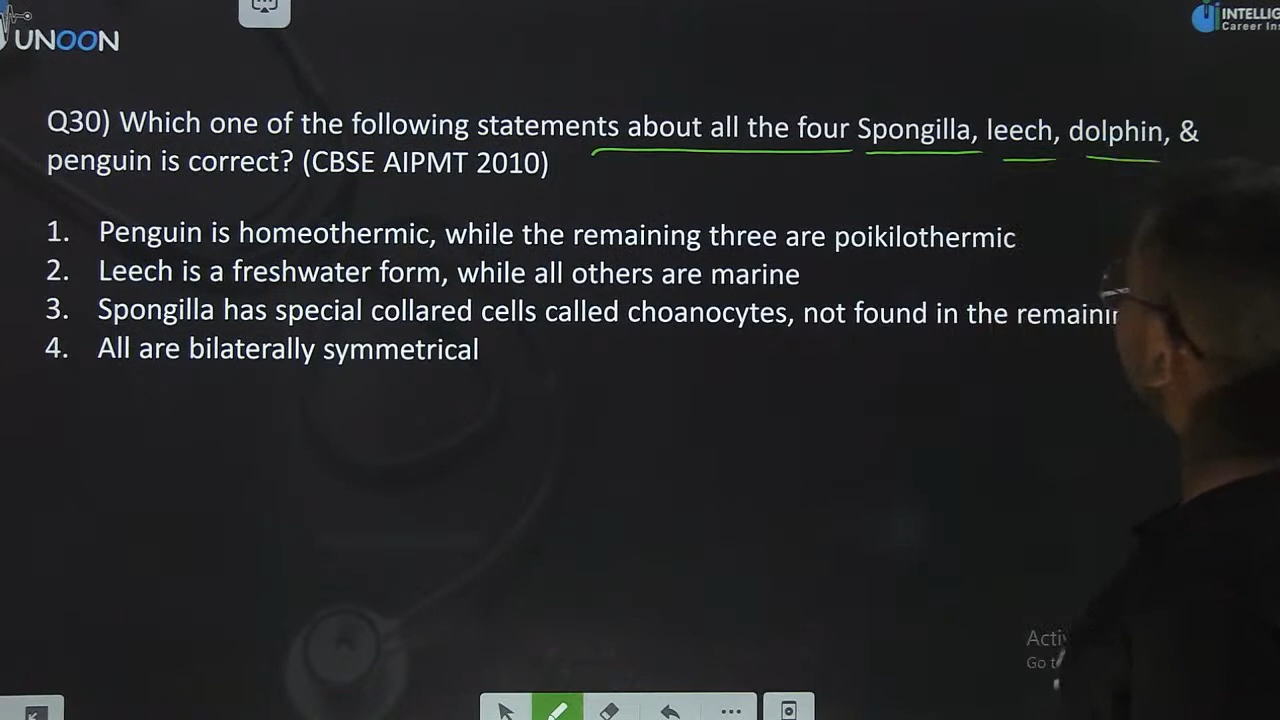 UNOON
INTELLIG
Career Ins
Q30) Which one of the following statements about all the four Spongilla, leech, dolphin, &
penguin is correct? (CBSE AIPMT 2010)
1. Penguin is homeothermic, while the remaining three are poikilothermic
2. Leech is a freshwater form, while all others are marine
3. Spongilla has special collared cells called choanocytes, not found in the remainin
4. All are bilaterally symmetrical
Activ
Go t